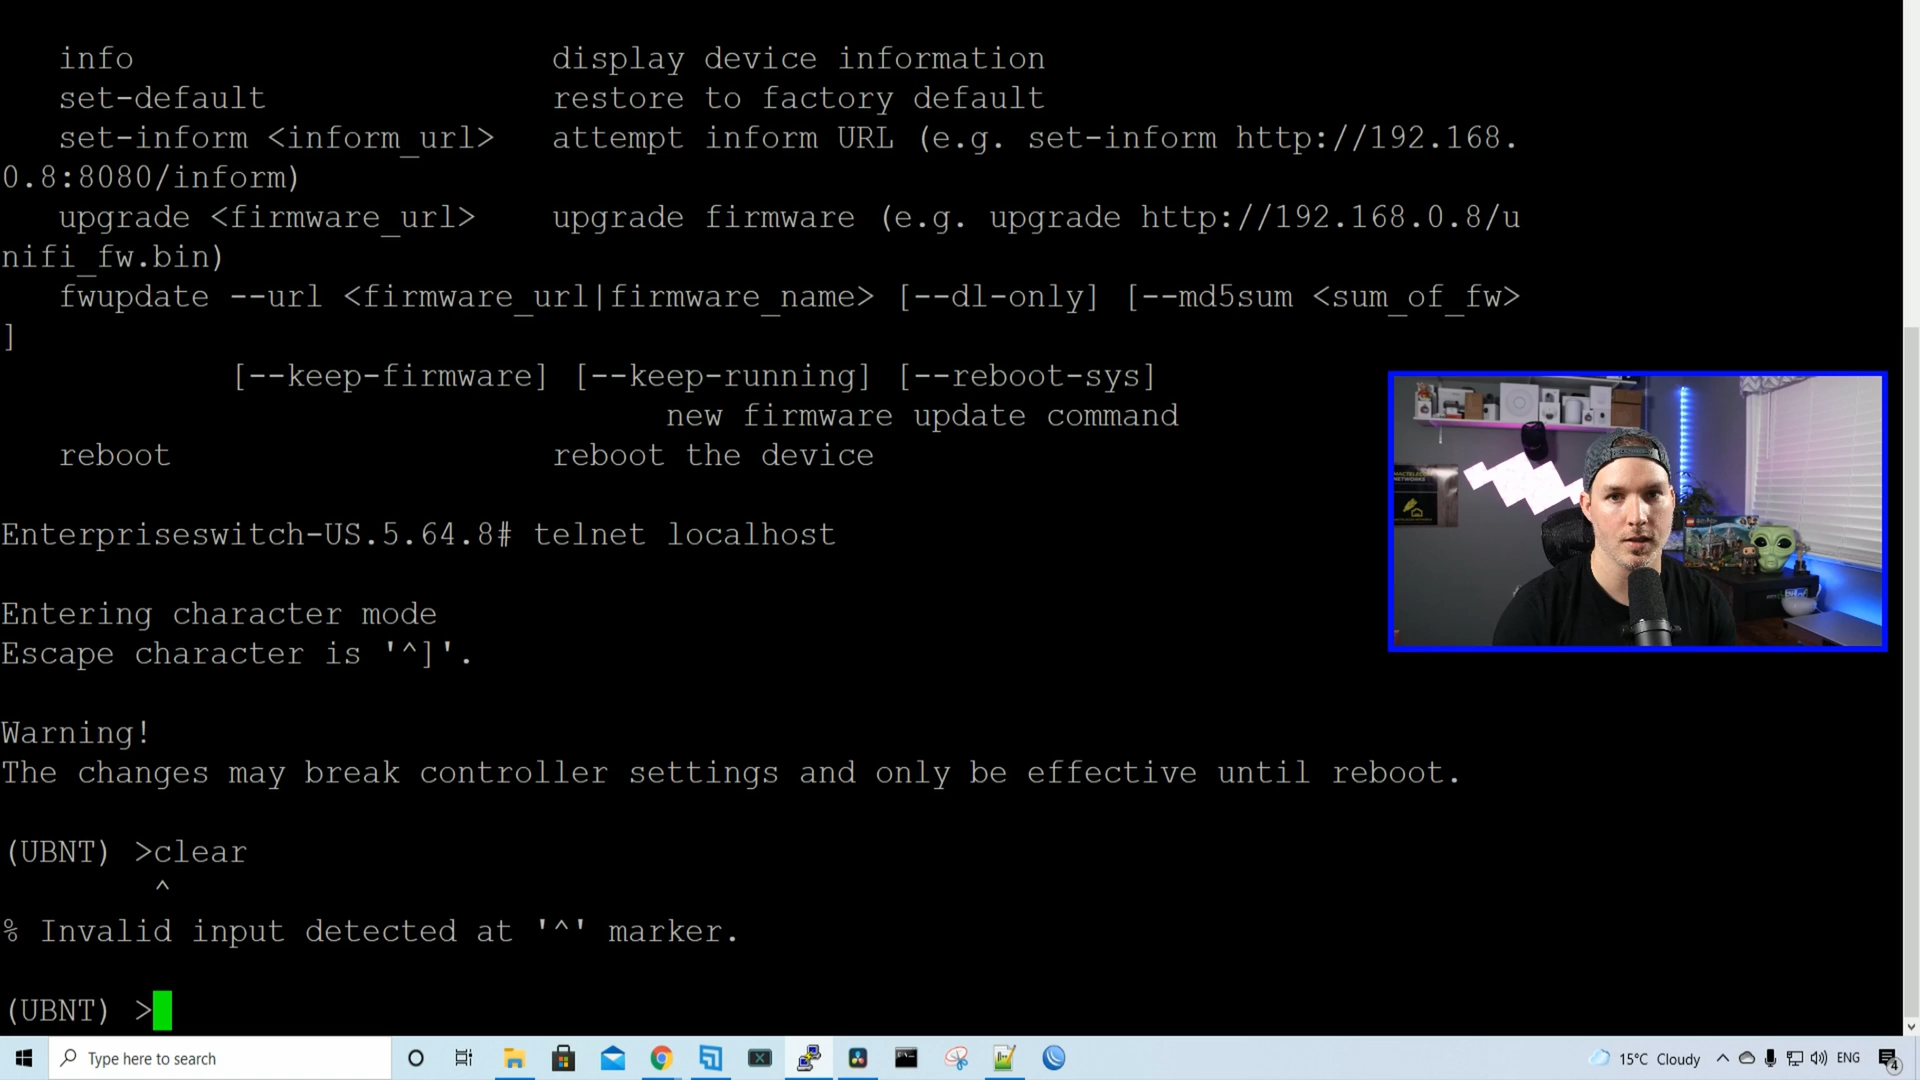 info display device information
set-default restore to factory default
set-inform <inform_url> attempt inform URL (e.g. set-inform http://192.168.
0.8:8080/inform)
upgrade <firmware_url> upgrade firmware (e.g. upgrade http://192.168.0.8/u
nifi_fw.bin)
fwupdate --url <firmware_url|firmware_name> [--dl-only] [--md5sum <sum_of_fw>
]
[--keep-firmware] [--keep-running] [--reboot-sys]
new firmware update command
reboot reboot the device
Enterpriseswitch-US.5.64.8# telnet localhost
Entering character mode
Escape character is '^]'.
Warning!
The changes may break controller settings and only be effective until reboot.
(UBNT) >clear
^
% Invalid input detected at '^' marker.
(UBNT) >
Type here to search
15°C Cloudy
ENG
4